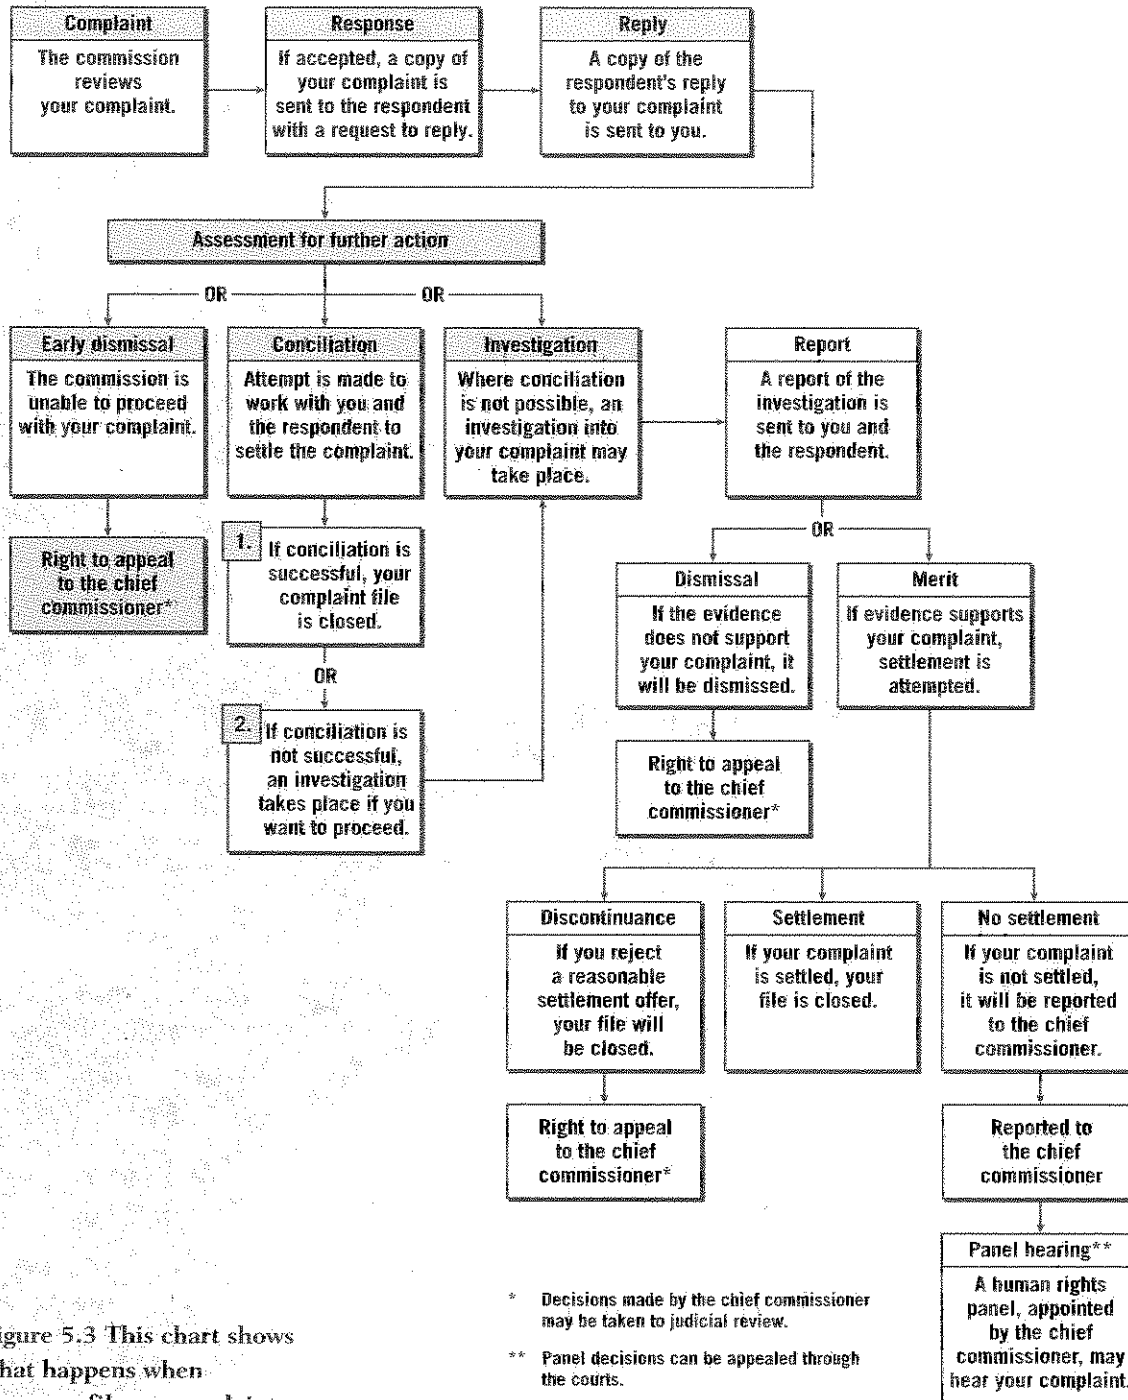 Complaint
The commission
reviews
your complaint.
Response
If accepted, a copy of
your complaint is
sent to the respondent
with a request to reply.
Reply
A copy of the
respondent's reply
to your complaint
is sent to you.
Assessment for further action
OR
OR
Early dismissal
The commission is
unable to proceed
with your complaint.
Right to appeal
to the chief
commissioner*
Conciliation
Attempt is made to
work with you and
the respondent to
settle the complaint.
1.
If conciliation is
successful, your
complaint file
is closed.
OR
2.
If conciliation is
not successful,
an investigation
takes place if you
want to proceed.
Investigation
Where conciliation
is not possible, an
investigation into
your complaint may
take place.
Report
A report of the
investigation is
sent to you and
the respondent.
OR
Dismissal
If the evidence
does not support
your complaint, it
will be dismissed.
Right to appeal
to the chief
commissioner*
Merit
If evidence supports
your complaint,
settlement is
attempted.
Discontinuance
If you reject
a reasonable
settlement offer,
your file will
be closed.
Right to appeal
to the chief
commissioner*
Settlement
If your complaint
is settled, your
file is closed.
No settlement
If your complaint
is not settled,
it will be reported
to the chief
commissioner.
Reported to
the chief
commissioner
Panel hearing**
A human rights
panel, appointed
by the chief
commissioner, may
hear your complaint.
* Decisions made by the chief commissioner
may be taken to judicial review.
** Panel decisions can be appealed through
the courts.
igure 5.3 This chart shows
hat happens when